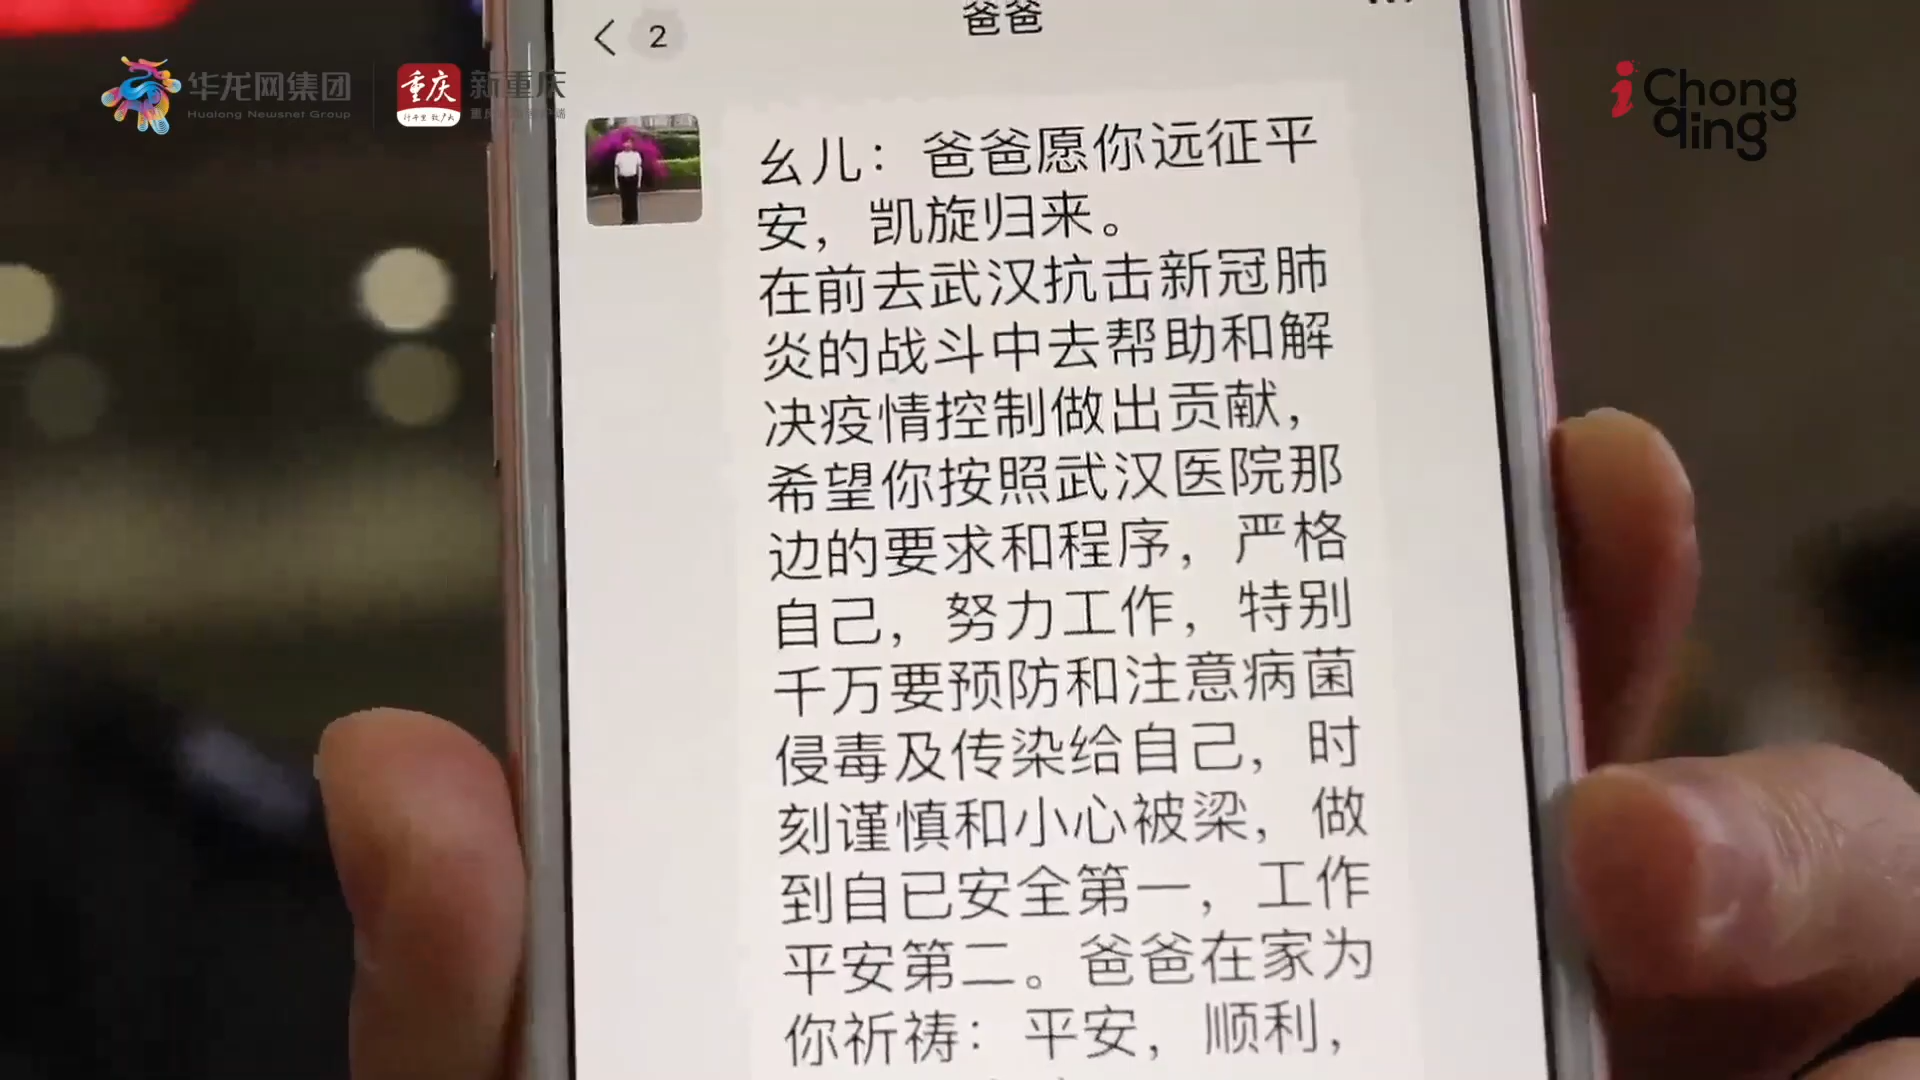 2
爸爸
华龙网集团
Hualong Newsnet Group
重庆
新重庆
iChong
qing
幺儿：爸爸愿你远征平
安，凯旋归来。
在前去武汉抗击新冠肺
炎的战斗中去帮助和解
决疫情控制做出贡献，
希望你按照武汉医院那
边的要求和程序，严格
自己，努力工作，特别
千万要预防和注意病菌
侵毒及传染给自己，时
刻谨慎和小心被梁，做
到自已安全第一，工作
平安第二。爸爸在家为
你祈祷：平安，顺利，